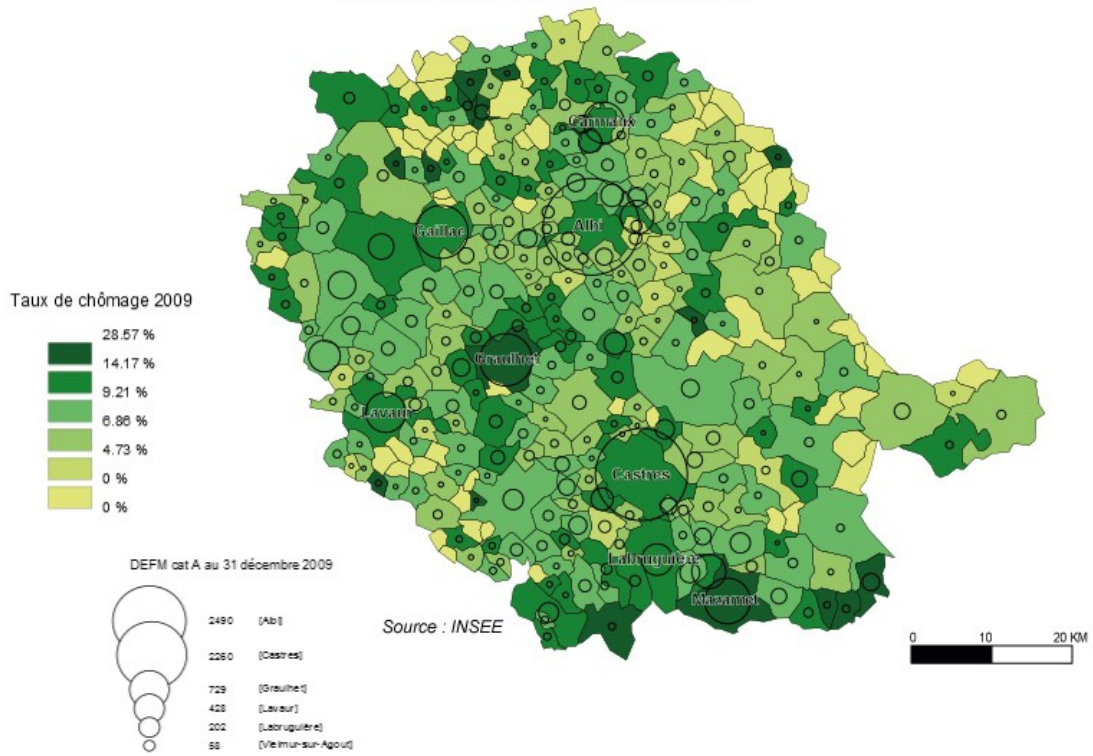 Carmaux
Albi
Gaillac
Taux de chômage 2009
28.57 %
14.17 %
9.21 %
6.86 %
4.73 %
0 %
0 %
Graulhet
Lavaur
Castres
Labruguière
Mazamet
DEFM cat A au 31 décembre 2009
2490 [Albi]
2260 [Castres]
729 [Graulhet]
428 [Lavaur]
202 [Labruguière]
58 [Vielmur-sur-Agout]
Source : INSEE
0 10 20 KM